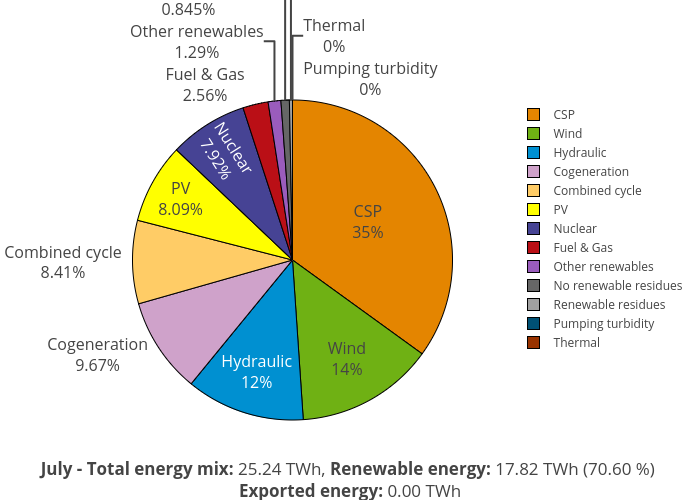 0.845%
Other renewables
1.29%
Fuel & Gas
2.56%
Thermal
0%
Pumping turbidity
0%
Nuclear
7.92%
PV
8.09%
Combined cycle
8.41%
Cogeneration
9.67%
Hydraulic
12%
Wind
14%
CSP
35%
CSP
Wind
Hydraulic
Cogeneration
Combined cycle
PV
Nuclear
Fuel & Gas
Other renewables
No renewable residues
Renewable residues
Pumping turbidity
Thermal
July - Total energy mix: 25.24 TWh, Renewable energy: 17.82 TWh (70.60 %)
Exported energy: 0.00 TWh